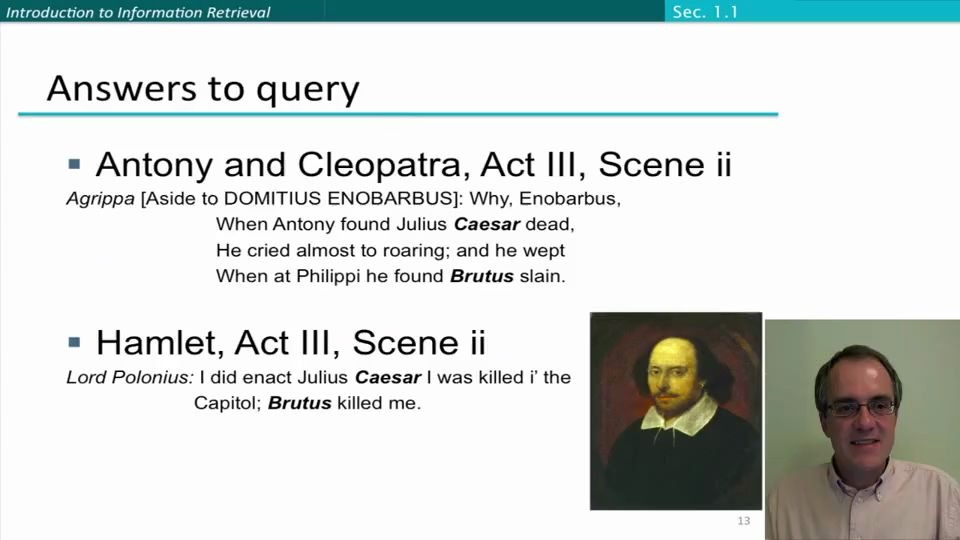 Introduction to Information Retrieval
Sec. 1.1
Answers to query
Antony and Cleopatra, Act III, Scene ii
Agrippa [Aside to DOMITIUS ENOBARBUS]: Why, Enobarbus,
When Antony found Julius Caesar dead,
He cried almost to roaring; and he wept
When at Philippi he found Brutus slain.
Hamlet, Act III, Scene ii
Lord Polonius: I did enact Julius Caesar I was killed i’ the
Capitol; Brutus killed me.
13